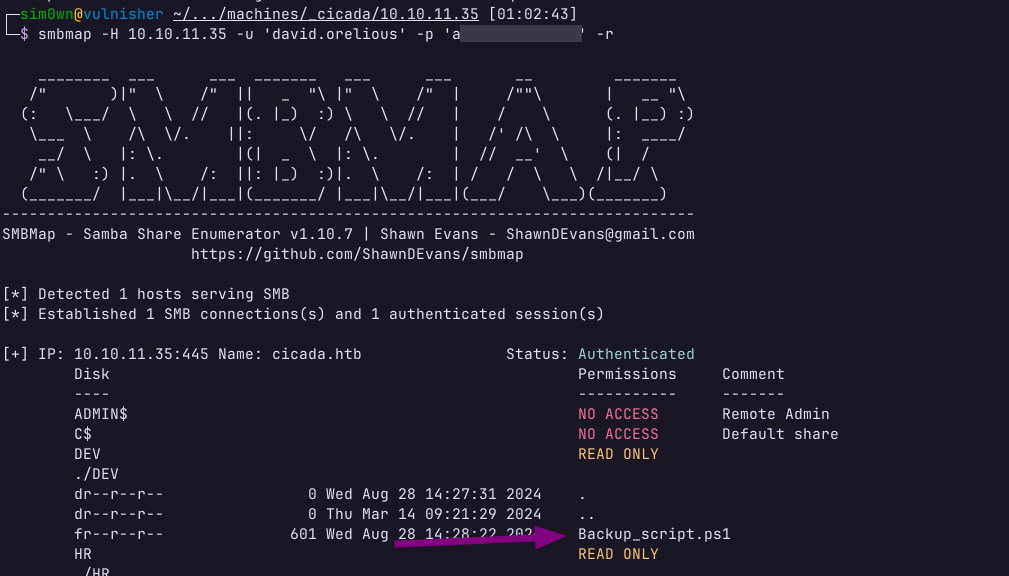 ┌─sim0wn@vulnisher ~/.../machines/_cicada/10.10.11.35 [01:02:43]
└─$ smbmap -H 10.10.11.35 -u 'david.orelious' -p 'a ' -r
SMBMAP
-----------------------------------------------------------------------------
SMBMap - Samba Share Enumerator v1.10.7 | Shawn Evans - ShawnDEvans@gmail.com
https://github.com/ShawnDEvans/smbmap
[*] Detected 1 hosts serving SMB
[*] Established 1 SMB connections(s) and 1 authenticated session(s)
[+] IP: 10.10.11.35:445 Name: cicada.htb Status: Authenticated
Disk Permissions Comment
---- ----------- -------
ADMIN$ NO ACCESS Remote Admin
C$ NO ACCESS Default share
DEV READ ONLY
./DEV
dr--r--r-- 0 Wed Aug 28 14:27:31 2024 .
dr--r--r-- 0 Thu Mar 14 09:21:29 2024 ..
fr--r--r-- 601 Wed Aug 28 14:28:22 2024 Backup_script.ps1
HR READ ONLY
./HR